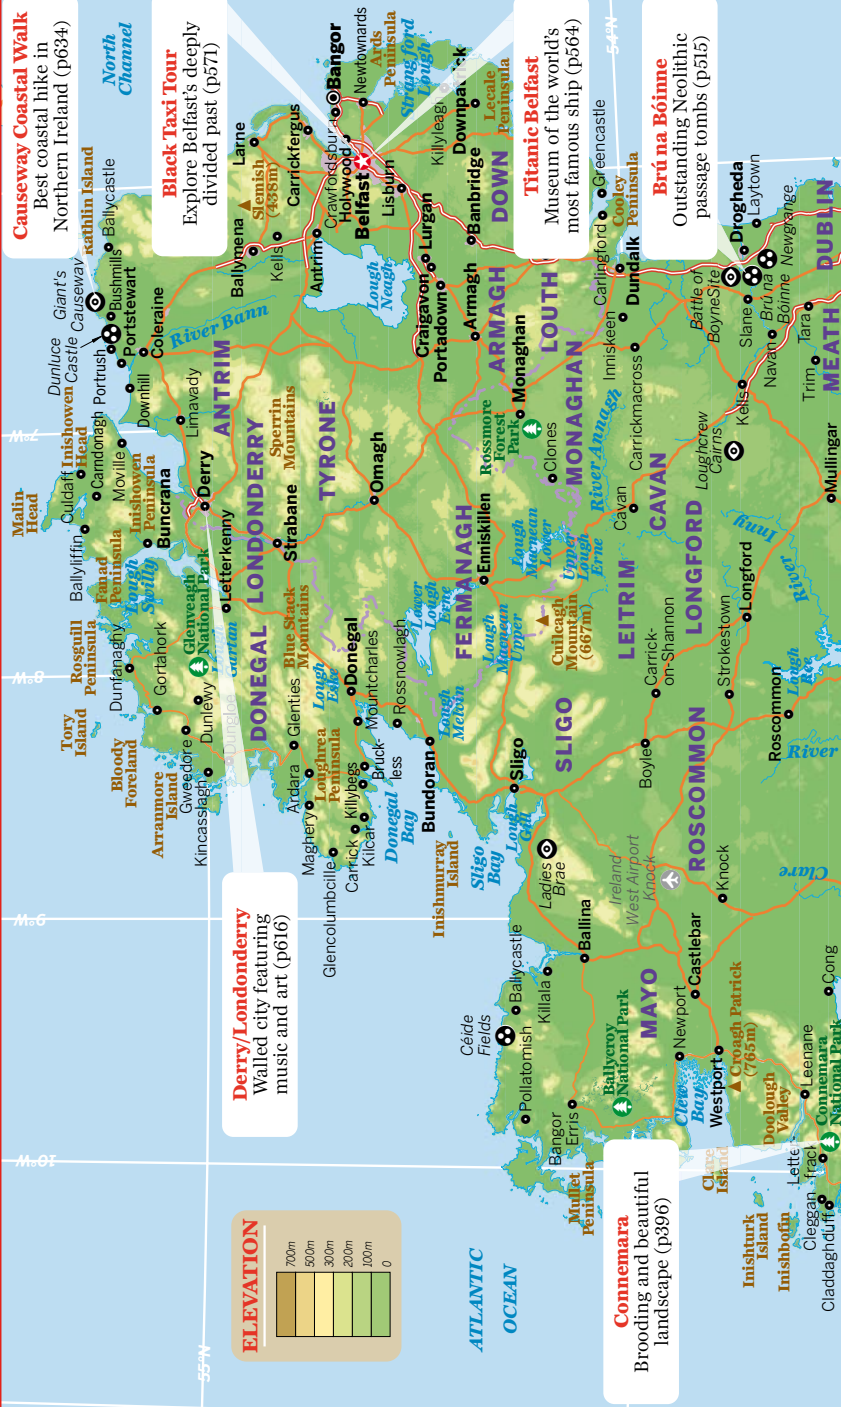 Causeway Coastal Walk
Best coastal hike in
Northern Ireland (p634)
Black Taxi Tour
Explore Belfast's deeply
divided past (p571)
Titanic Belfast
Museum of the world's
most famous ship (p564)
Brú na Bóinne
Outstanding Neolithic
passage tombs (p515)
Derry/Londonderry
Walled city featuring
music and art (p616)
Connemara
Brooding and beautiful
landscape (p396)
ELEVATION
700m
500m
300m
200m
100m
0
ATLANTIC
OCEAN
North
Channel
55°N
54°N
10°W
9°W
8°W
7°W
Malin
Head
Culdaff
Inishowen
Head
Carndonagh
Moville
Ballyliffin
Inishowen
Peninsula
Buncrana
Fanad
Peninsula
Lough
Swilly
Rosguill
Peninsula
Dunfanaghy
Gortahork
Tory
Island
Bloody
Foreland
Arranmore
Island
Gweedore
Kincasslagh
Dunlewy
Dungloe
Glenveagh
National Park
Lough
Gartan
Letterkenny
Derry
DONEGAL
LONDONDERRY
ANTRIM
Limavady
Downhill
Portrush
Dunluce
Castle
Giant's
Causeway
Bushmills
Portstewart
Coleraine
Rathlin Island
Ballycastle
River Bann
Ballymena
Larne
Slemish
(438m)
Kells
Carrickfergus
Antrim
Crawfordsburn
Holywood
Bangor
Newtownards
Ards
Peninsula
Strangford
Lough
Belfast
Lisburn
Killyleagh
Downpatrick
Lecale
Peninsula
Lough
Neagh
Lurgan
Craigavon
Portadown
Banbridge
DOWN
Armagh
ARMAGH
Sperrin
Mountains
TYRONE
Strabane
Omagh
Blue Stack
Mountains
Lough
Eske
Donegal
Mountcharles
Rossnowlagh
Glenties
Ardara
Loughrea
Peninsula
Maghery
Killybegs
Bruck-
less
Carrick
Kilcar
Glencolumbcille
Donegal
Bay
Bundoran
Lough
Melvin
Lower
Lough
Erne
FERMANAGH
Enniskillen
Lough
Macnean
Upper
Lough
Macnean
Lower
Upper
Lough
Erne
Cuilcagh
Mountain
(667m)
Rossmore
Forest
Park
Monaghan
Clones
MONAGHAN
River Annagh
LOUTH
Carlingford
Greencastle
Cooley
Peninsula
Dundalk
Inniskeen
Carrickmacross
Cavan
CAVAN
LEITRIM
Loughcrew
Cairns
Kells
Battle of
Boyne Site
Slane
Brú na
Bóinne
Newgrange
Drogheda
Laytown
Navan
Tara
Trim
MEATH
DUBLIN
Mullingar
LONGFORD
Longford
River
Inny
Carrick-
on-Shannon
Strokestown
Roscommon
Lough
Ree
River
Boyle
ROSCOMMON
SLIGO
Sligo
Lough
Gill
Sligo
Bay
Inishmurray
Island
Ladies
Brae
Ireland
West Airport
Knock
Knock
Clare
Ballina
Ballycastle
Killala
Céide
Fields
Pollatomish
Bangor
Erris
Mullet
Peninsula
Ballycroy
National Park
MAYO
Castlebar
Newport
Clew
Bay
Westport
Croagh Patrick
(765m)
Clare
Island
Doolough
Valley
Leenane
Cong
Connemara
National Park
Letter-
frack
Inishturk
Island
Inishbofin
Cleggan
Claddaghduff